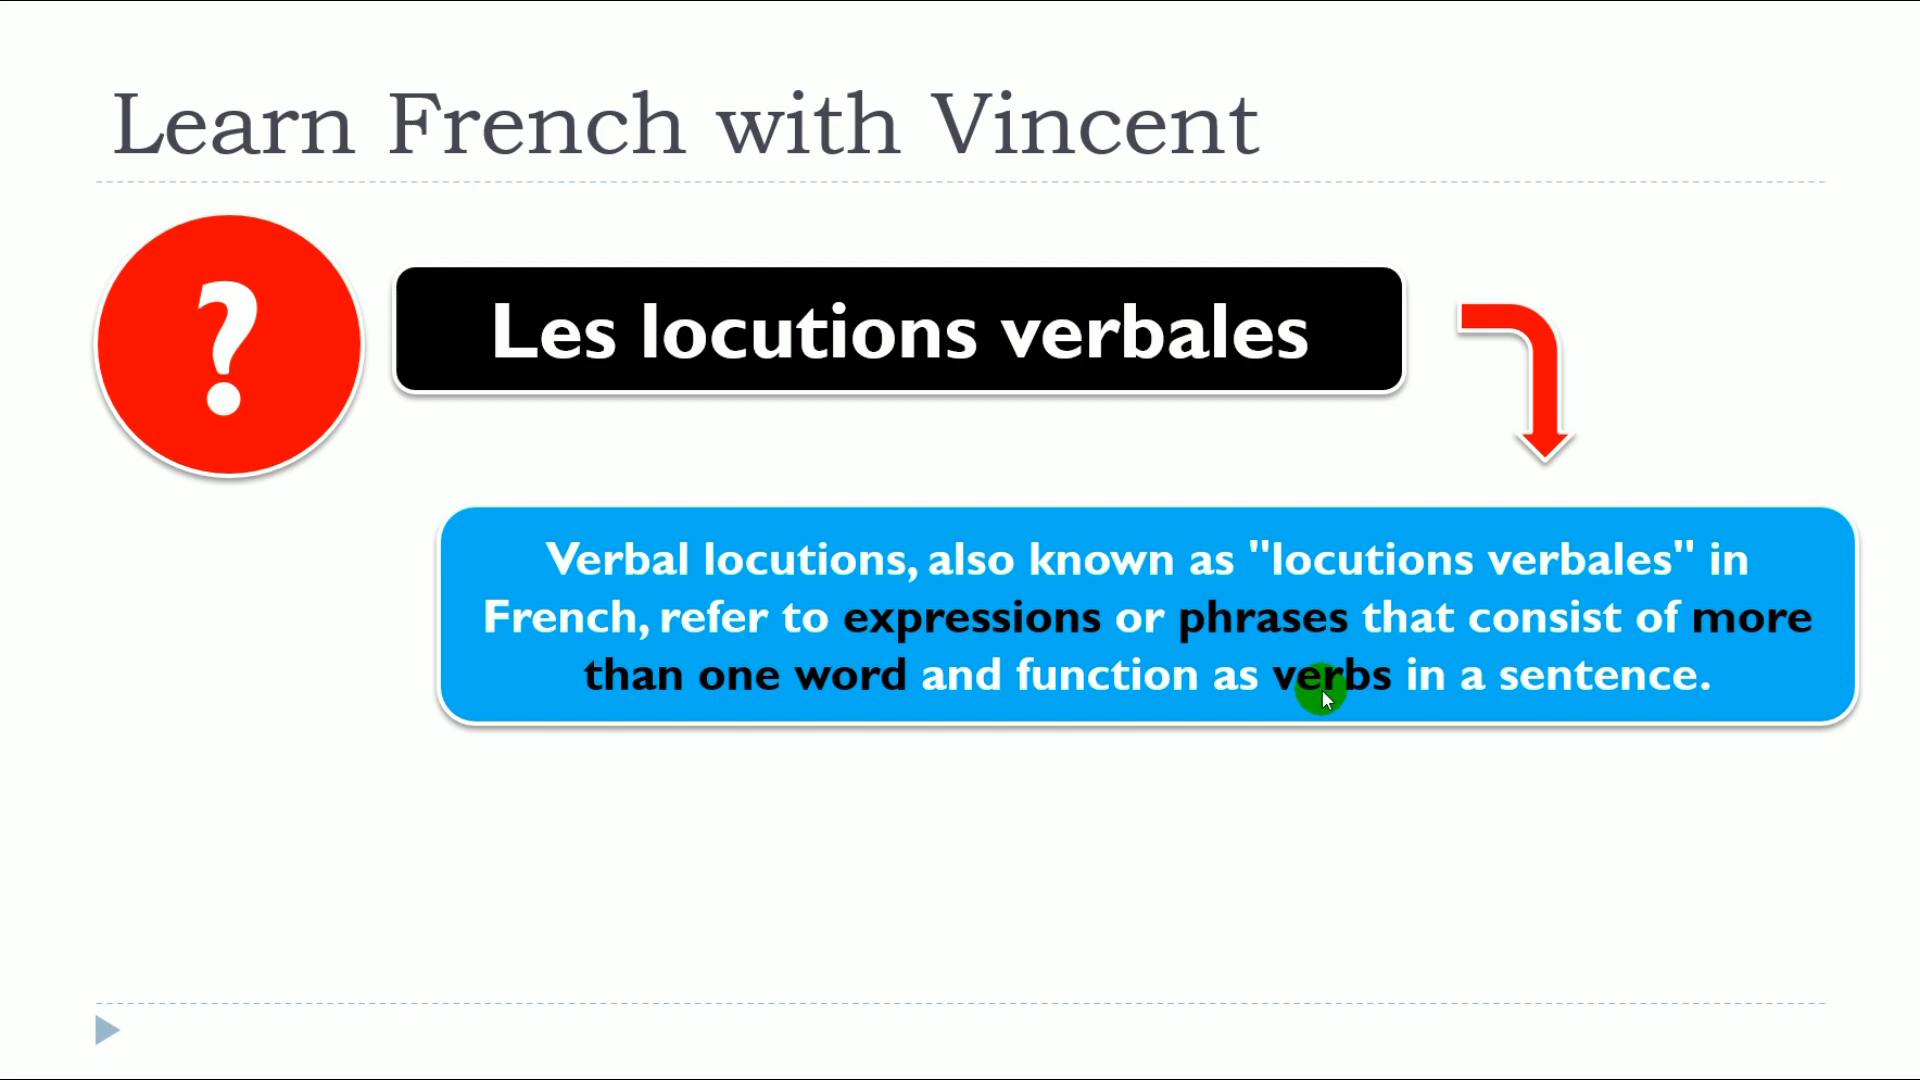 Learn French with Vincent
?
Les locutions verbales
Verbal locutions, also known as "locutions verbales" in
French, refer to expressions or phrases that consist of more
than one word and function as verbs in a sentence.